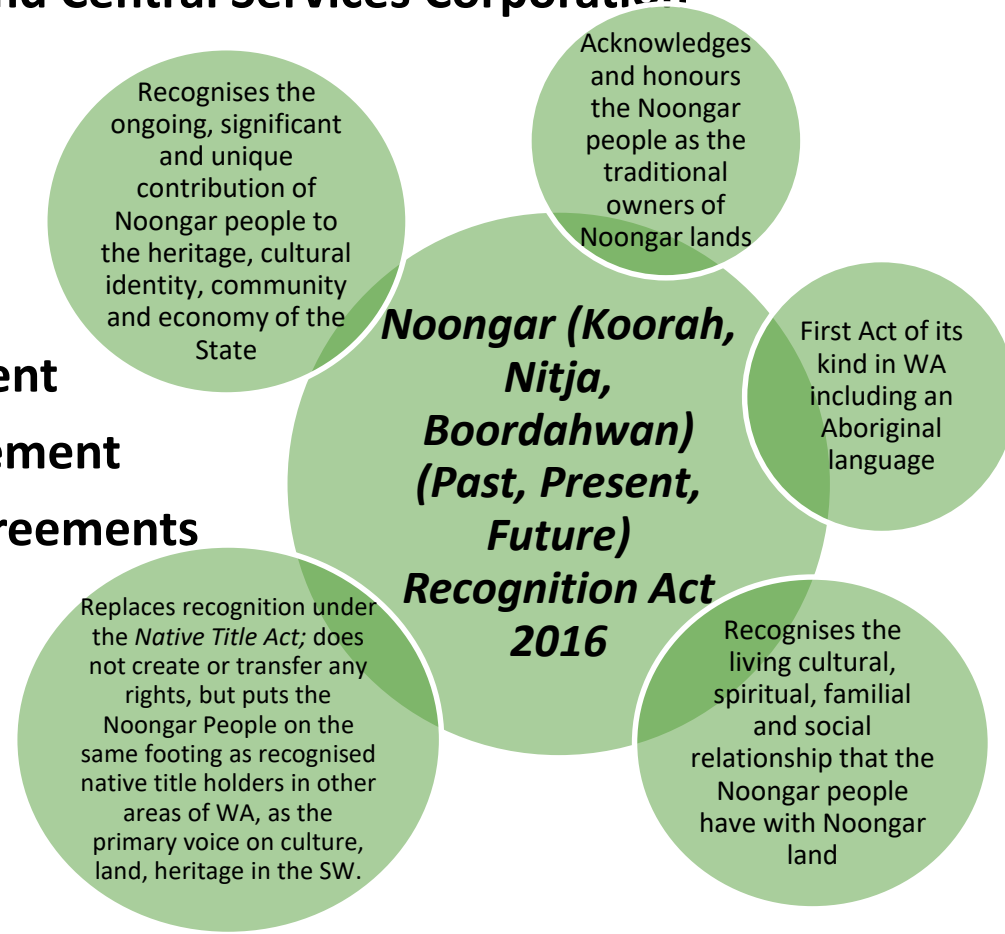 Central Services Corporation
Acknowledges
and honours
the Noongar
people as the
traditional
owners of
Noongar lands
Recognises the
ongoing, significant
and unique
contribution of
Noongar people to
the heritage, cultural
identity, community
and economy of the
State
First Act of its
kind in WA
including an
Aboriginal
language
Noongar (Koorah,
Nitja,
Boordahwan)
(Past, Present,
Future)
Recognition Act
2016
ent
ement
reements
Replaces recognition under
the Native Title Act; does
not create or transfer any
rights, but puts the
Noongar People on the
same footing as recognised
native title holders in other
areas of WA, as the
primary voice on culture,
land, heritage in the SW.
Recognises the
living cultural,
spiritual, familial
and social
relationship that the
Noongar people
have with Noongar
land